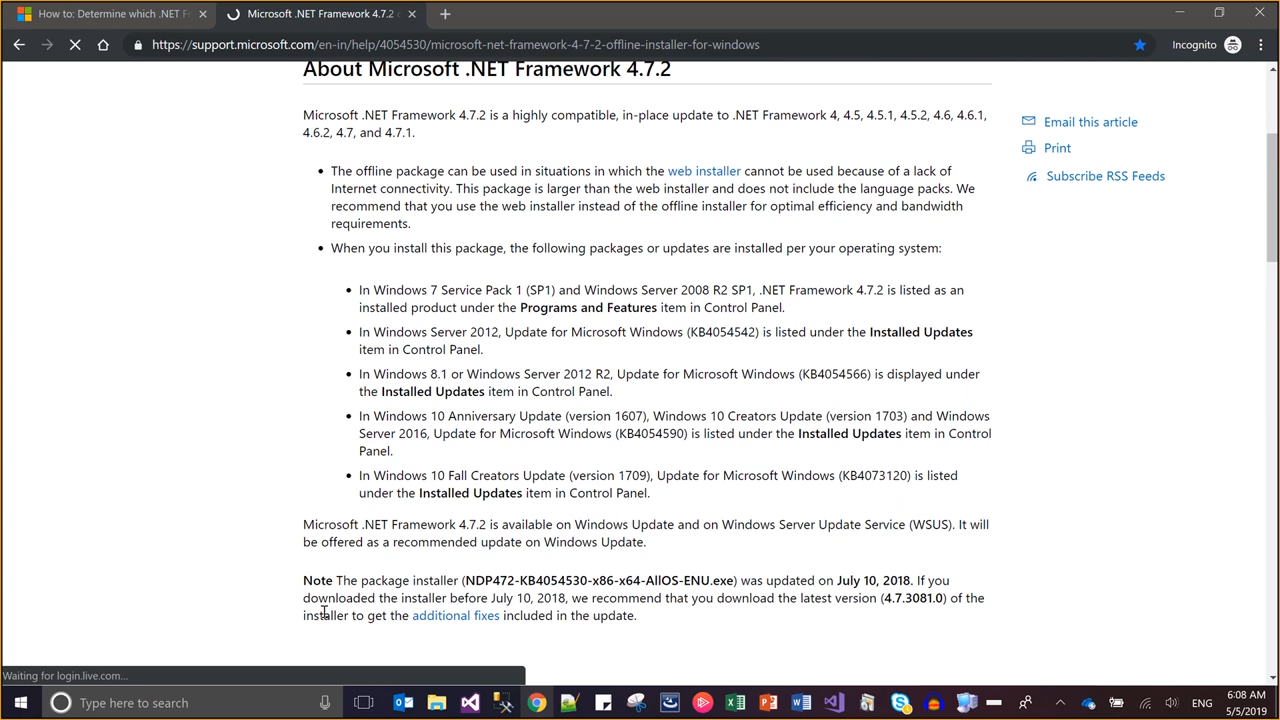 How to: Determine which .NET F
Microsoft .NET Framework 4.7.2 o
https://support.microsoft.com/en-in/help/4054530/microsoft-net-framework-4-7-2-offline-installer-for-windows
Incognito
About Microsoft .NET Framework 4.7.2
Microsoft .NET Framework 4.7.2 is a highly compatible, in-place update to .NET Framework 4, 4.5, 4.5.1, 4.5.2, 4.6, 4.6.1,
4.6.2, 4.7, and 4.7.1.
Email this article
Print
Subscribe RSS Feeds
• The offline package can be used in situations in which the web installer cannot be used because of a lack of
Internet connectivity. This package is larger than the web installer and does not include the language packs. We
recommend that you use the web installer instead of the offline installer for optimal efficiency and bandwidth
requirements.
• When you install this package, the following packages or updates are installed per your operating system:
• In Windows 7 Service Pack 1 (SP1) and Windows Server 2008 R2 SP1, .NET Framework 4.7.2 is listed as an
installed product under the Programs and Features item in Control Panel.
• In Windows Server 2012, Update for Microsoft Windows (KB4054542) is listed under the Installed Updates
item in Control Panel.
• In Windows 8.1 or Windows Server 2012 R2, Update for Microsoft Windows (KB4054566) is displayed under
the Installed Updates item in Control Panel.
• In Windows 10 Anniversary Update (version 1607), Windows 10 Creators Update (version 1703) and Windows
Server 2016, Update for Microsoft Windows (KB4054590) is listed under the Installed Updates item in Control
Panel.
• In Windows 10 Fall Creators Update (version 1709), Update for Microsoft Windows (KB4073120) is listed
under the Installed Updates item in Control Panel.
Microsoft .NET Framework 4.7.2 is available on Windows Update and on Windows Server Update Service (WSUS). It will
be offered as a recommended update on Windows Update.
Note The package installer (NDP472-KB4054530-x86-x64-AllOS-ENU.exe) was updated on July 10, 2018. If you
downloaded the installer before July 10, 2018, we recommend that you download the latest version (4.7.3081.0) of the
installer to get the additional fixes included in the update.
Waiting for login.live.com...
Type here to search
ENG
6:08 AM
5/5/2019